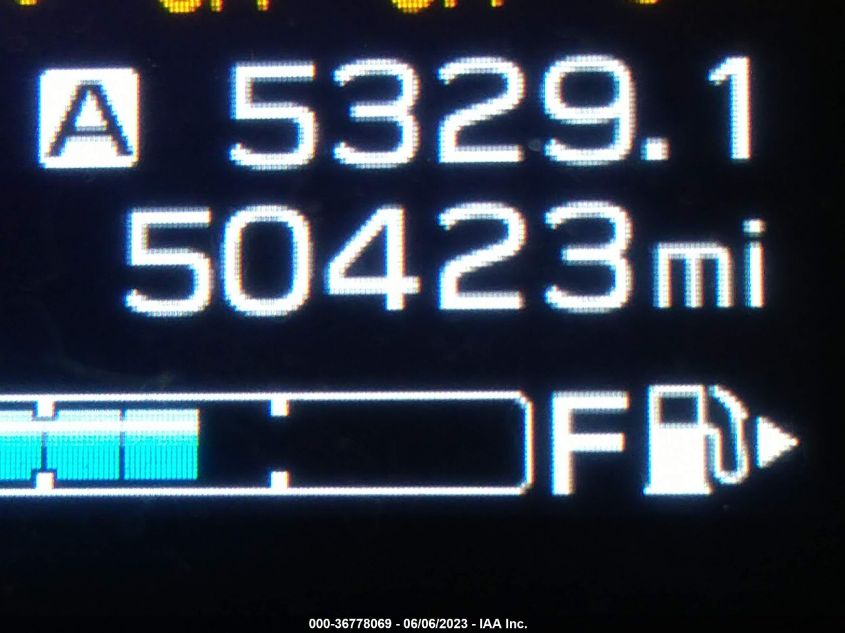 A 5329.1
50423mi
F
000-36778069 - 06/06/2023 - IAA Inc.